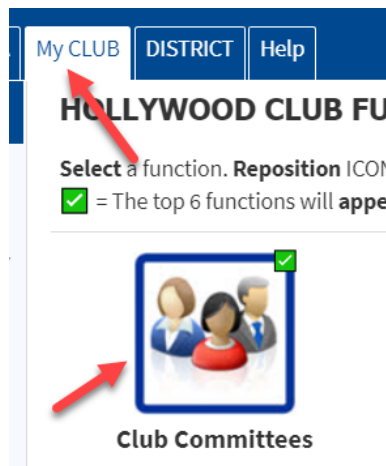 My CLUB DISTRICT Help
HOLLYWOOD CLUB FU
Select a function. Reposition ICON
= The top 6 functions will appe
Club Committees